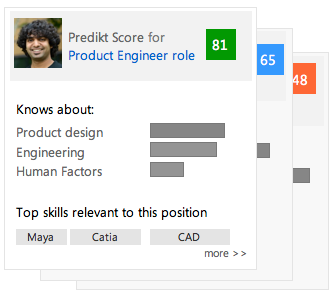 Predikt Score for
Product Engineer role
81
65
48
Knows about:
Product design
Engineering
Human Factors
Top skills relevant to this position
Maya Catia CAD
more >>